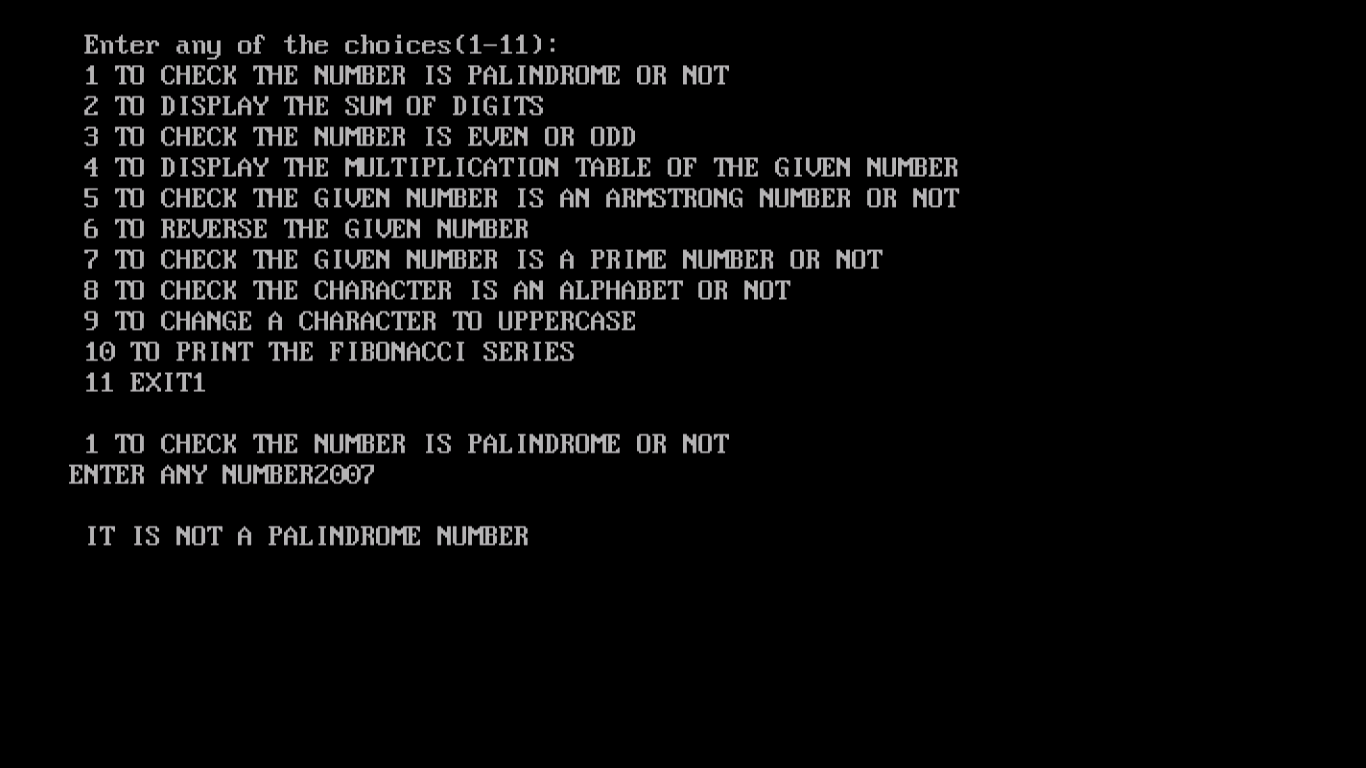 Enter any of the choices(1-11):
1 TO CHECK THE NUMBER IS PALINDROME OR NOT
2 TO DISPLAY THE SUM OF DIGITS
3 TO CHECK THE NUMBER IS EVEN OR ODD
4 TO DISPLAY THE MULTIPLICATION TABLE OF THE GIVEN NUMBER
5 TO CHECK THE GIVEN NUMBER IS AN ARMSTRONG NUMBER OR NOT
6 TO REVERSE THE GIVEN NUMBER
7 TO CHECK THE GIVEN NUMBER IS A PRIME NUMBER OR NOT
8 TO CHECK THE CHARACTER IS AN ALPHABET OR NOT
9 TO CHANGE A CHARACTER TO UPPERCASE
10 TO PRINT THE FIBONACCI SERIES
11 EXIT1
1 TO CHECK THE NUMBER IS PALINDROME OR NOT
ENTER ANY NUMBER2007
IT IS NOT A PALINDROME NUMBER